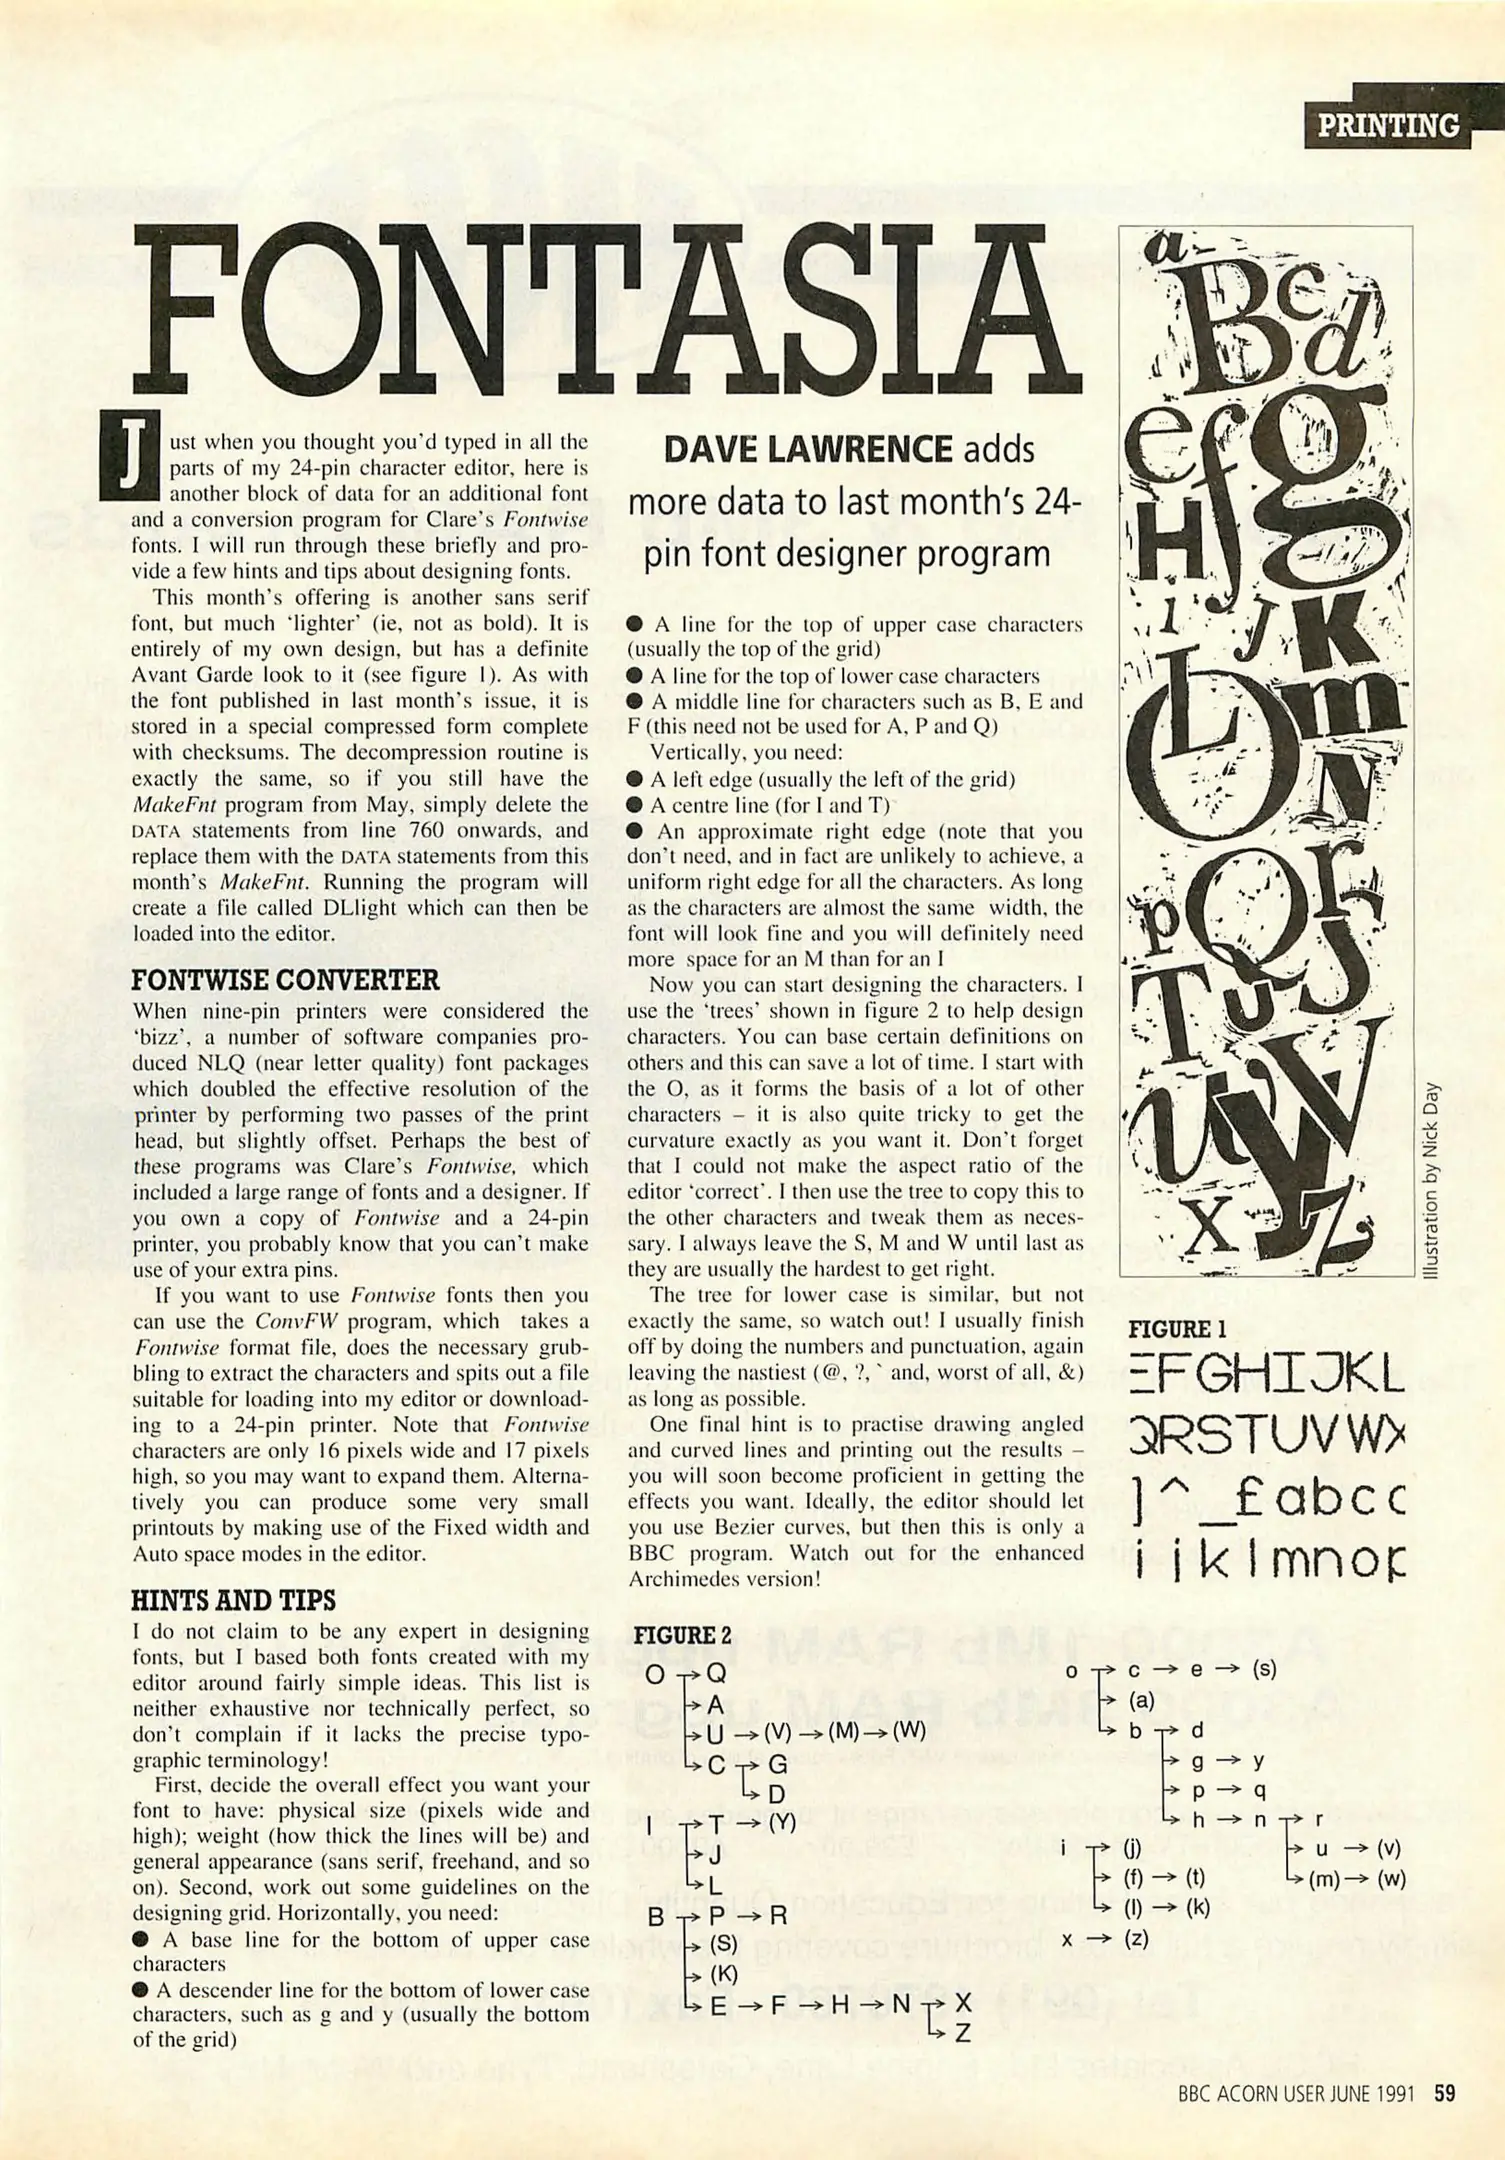 PRINTING
FONTASIA
Just when you thought you'd typed in all the
parts of my 24-pin character editor, here is
another block of data for an additional font
and a conversion program for Clare's Fontwise
fonts. I will run through these briefly and pro-
vide a few hints and tips about designing fonts.
This month's offering is another sans serif
font, but much 'lighter' (ie, not as bold). It is
entirely of my own design, but has a definite
Avant Garde look to it (see figure 1). As with
the font published in last month's issue, it is
stored in a special compressed form complete
with checksums. The decompression routine is
exactly the same, so if you still have the
MakeFnt program from May, simply delete the
DATA statements from line 760 onwards, and
replace them with the DATA statements from this
month's MakeFnt. Running the program will
create a file called DLlight which can then be
loaded into the editor.
FONTWISE CONVERTER
When nine-pin printers were considered the
'bizz', a number of software companies pro-
duced NLQ (near letter quality) font packages
which doubled the effective resolution of the
printer by performing two passes of the print
head, but slightly offset. Perhaps the best of
these programs was Clare's Fontwise, which
included a large range of fonts and a designer. If
you own a copy of Fontwise and a 24-pin
printer, you probably know that you can't make
use of your extra pins.
If you want to use Fontwise fonts then you
can use the ConvFW program, which takes a
Fontwise format file, does the necessary grub-
bling to extract the characters and spits out a file
suitable for loading into my editor or download-
ing to a 24-pin printer. Note that Fontwise
characters are only 16 pixels wide and 17 pixels
high, so you may want to expand them. Alterna-
tively you can produce some very small
printouts by making use of the Fixed width and
Auto space modes in the editor.
HINTS AND TIPS
I do not claim to be any expert in designing
fonts, but I based both fonts created with my
editor around fairly simple ideas. This list is
neither exhaustive nor technically perfect, so
don't complain if it lacks the precise typo-
graphic terminology!
First, decide the overall effect you want your
font to have: physical size (pixels wide and
high); weight (how thick the lines will be) and
general appearance (sans serif, freehand, and so
on). Second, work out some guidelines on the
designing grid. Horizontally, you need:
● A base line for the bottom of upper case
characters
● A descender line for the bottom of lower case
characters, such as g and y (usually the bottom
of the grid)
DAVE LAWRENCE adds
more data to last month's 24-
pin font designer program
● A line for the top of upper case characters
(usually the top of the grid)
● A line for the top of lower case characters
● A middle line for characters such as B, E and
F (this need not be used for A, P and Q)
Vertically, you need:
● A left edge (usually the left of the grid)
● A centre line (for I and T)
● An approximate right edge (note that you
don't need, and in fact are unlikely to achieve, a
uniform right edge for all the characters. As long
as the characters are almost the same width, the
font will look fine and you will definitely need
more space for an M than for an I
Now you can start designing the characters. I
use the 'trees' shown in figure 2 to help design
characters. You can base certain definitions on
others and this can save a lot of time. I start with
the O, as it forms the basis of a lot of other
characters – it is also quite tricky to get the
curvature exactly as you want it. Don't forget
that I could not make the aspect ratio of the
editor 'correct'. I then use the tree to copy this to
the other characters and tweak them as neces-
sary. I always leave the S, M and W until last as
they are usually the hardest to get right.
The tree for lower case is similar, but not
exactly the same, so watch out! I usually finish
off by doing the numbers and punctuation, again
leaving the nastiest (@, ?, ` and, worst of all, &)
as long as possible.
One final hint is to practise drawing angled
and curved lines and printing out the results –
you will soon become proficient in getting the
effects you want. Ideally, the editor should let
you use Bezier curves, but then this is only a
BBC program. Watch out for the enhanced
Archimedes version!
a
B c d
e f g
H
i J K
L m
O N
p Q r
T U J
u W V
X Z
Illustration by Nick Day
FIGURE 1
EFGHIJKL
QRSTUVWX
]^_£abcc
ijklmnop
FIGURE 2
O → Q
→ A
→ U → (V) → (M) → (W)
→ C → G
→ D
I → T → (Y)
→ J
→ L
B → P → R
→ (S)
→ (K)
→ E → F → H → N → X
→ Z
o → c → e → (s)
→ (a)
→ b → d
→ g → y
→ p → q
→ h → n → r
i → (j) → u → (v)
→ (f) → (t) → (m) → (w)
→ (l) → (k)
x → (z)
BBC ACORN USER JUNE 1991 59